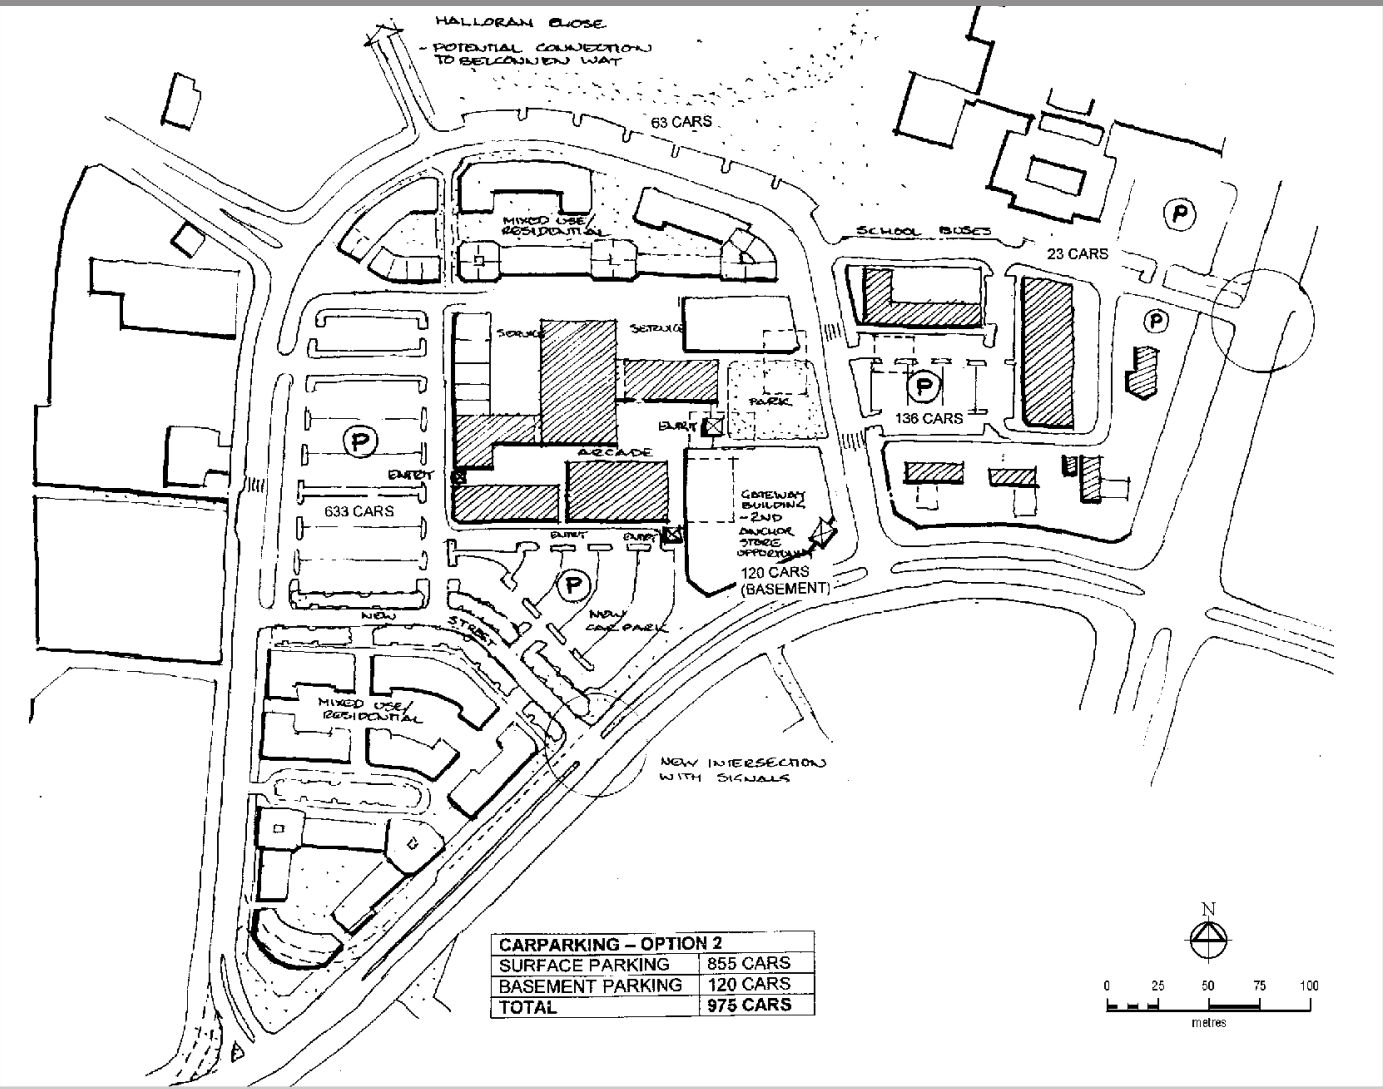 HALLORAN CLOSE
- POTENTIAL CONNECTION
TO BELCONNEN WAY
63 CARS
P
MIXED USE/
RESIDENTIAL
SCHOOL BUSES
23 CARS
P
SERVICE
SERVICE
P
PARK
P
136 CARS
ENTRY
ARCADE
P
ENTRY
633 CARS
GATEWAY
BUILDING
- 2ND
ANCHOR
STORE
OPPORTUNITY
120 CARS
(BASEMENT)
ENTRY
ENTRY
P
NEW
CAR PARK
NEW
STREET
MIXED USE/
RESIDENTIAL
NEW INTERSECTION
WITH SIGNALS
CARPARKING – OPTION 2
SURFACE PARKING 855 CARS
BASEMENT PARKING 120 CARS
TOTAL 975 CARS
N
0 25 50 75 100
metres